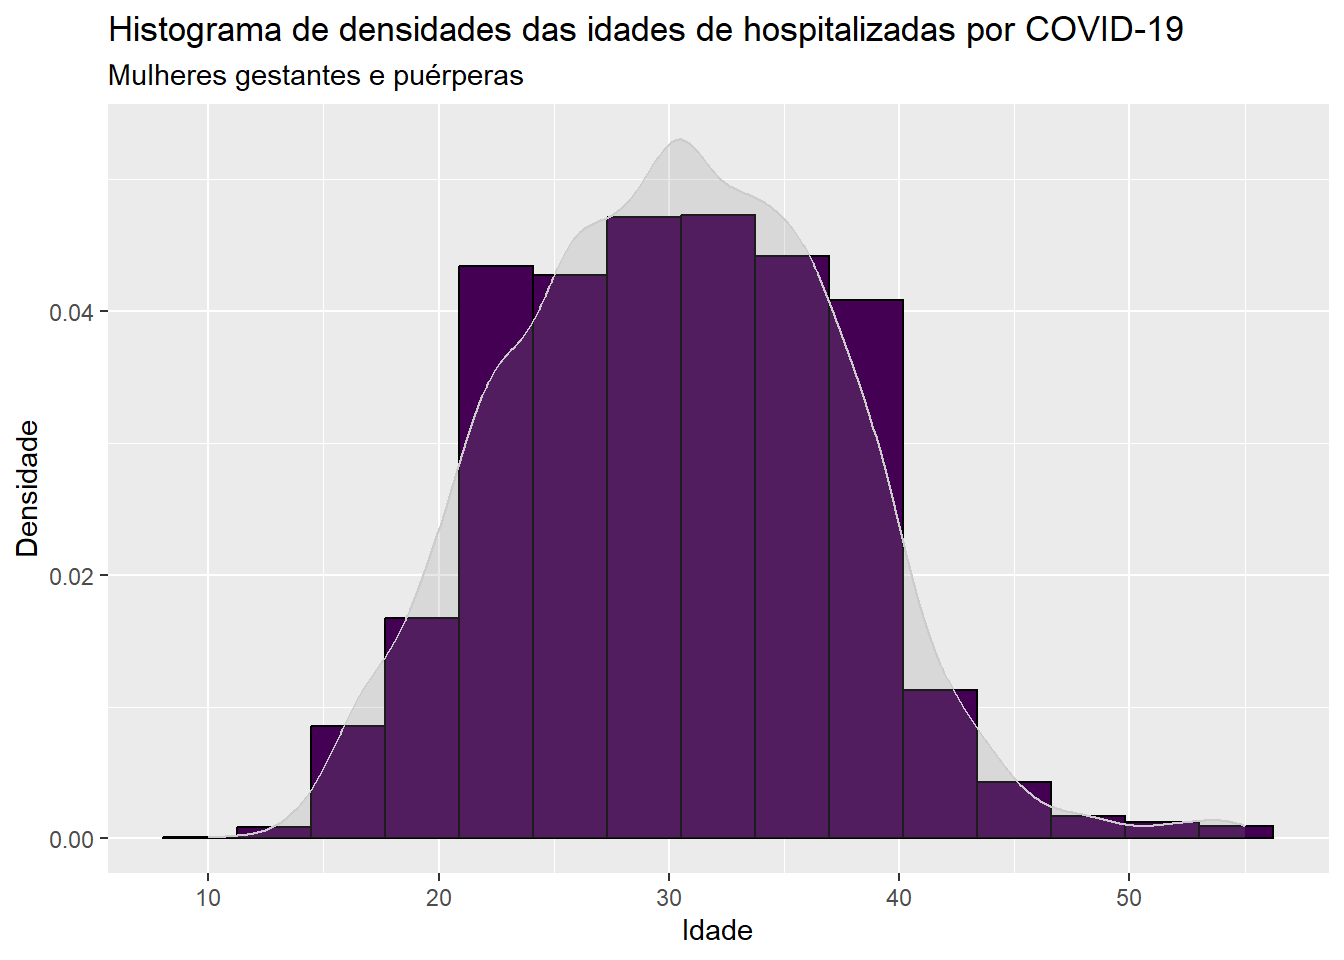 Histograma de densidades das idades de hospitalizadas por COVID-19
Mulheres gestantes e puérperas
Densidade
0.04
0.02
0.00
10 20 30 40 50
Idade